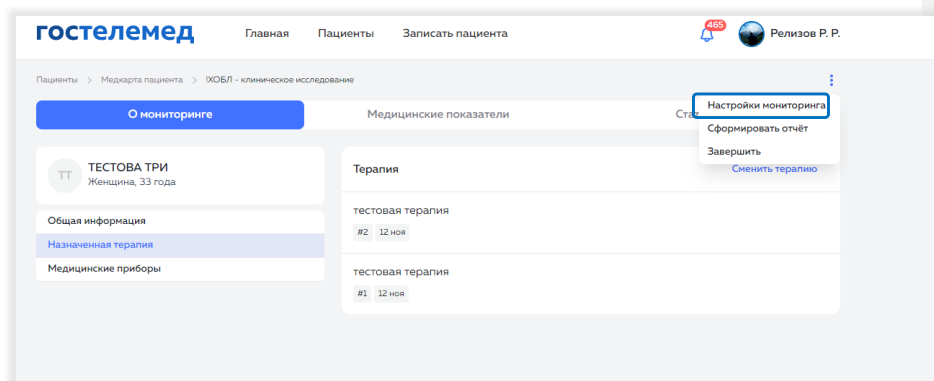 гостелемед Главная Пациенты Записать пациента 465 Релизов Р. Р.
Пациенты > Медкарта пациента > !ХОБЛ - клиническое исследование
О мониторинге Медицинские показатели Ста
Настройки мониторинга
Сформировать отчёт
Завершить
ТТ ТЕСТОВА ТРИ
Женщина, 33 года
Общая информация
Назначенная терапия
Медицинские приборы
Терапия Сменить терапию
тестовая терапия
#2 12 ноя
тестовая терапия
#1 12 ноя